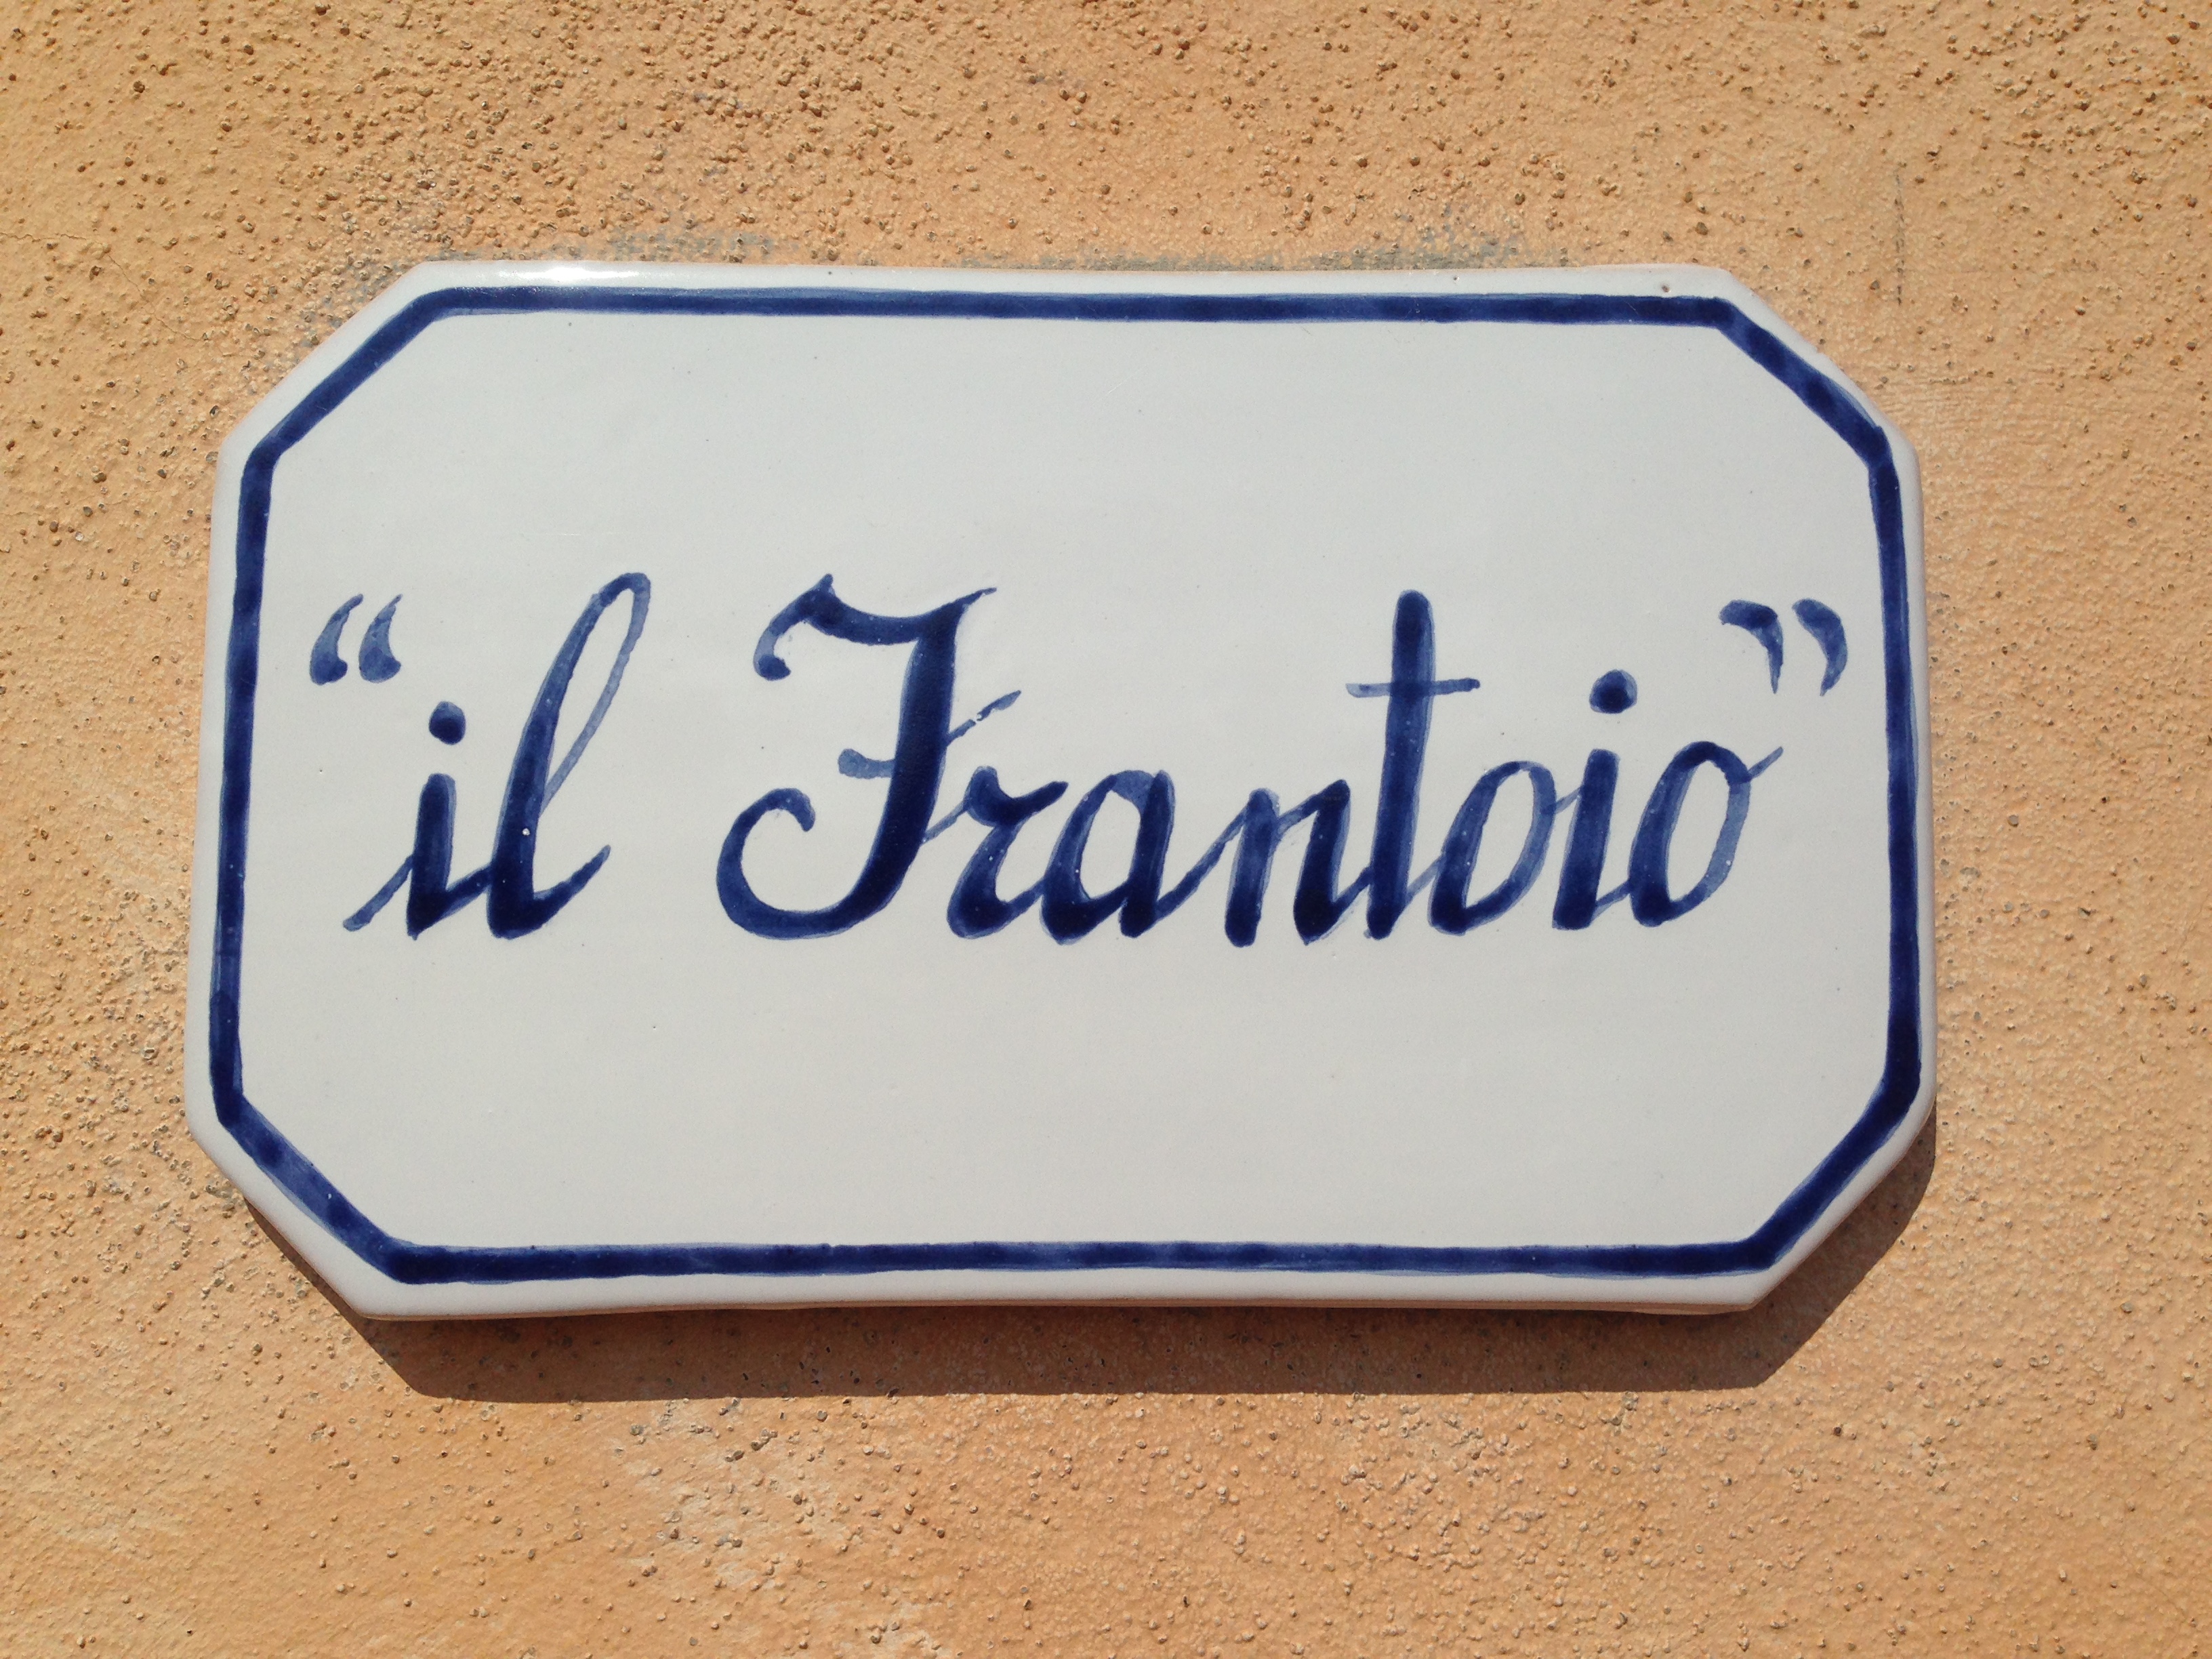 “il Frantoio”